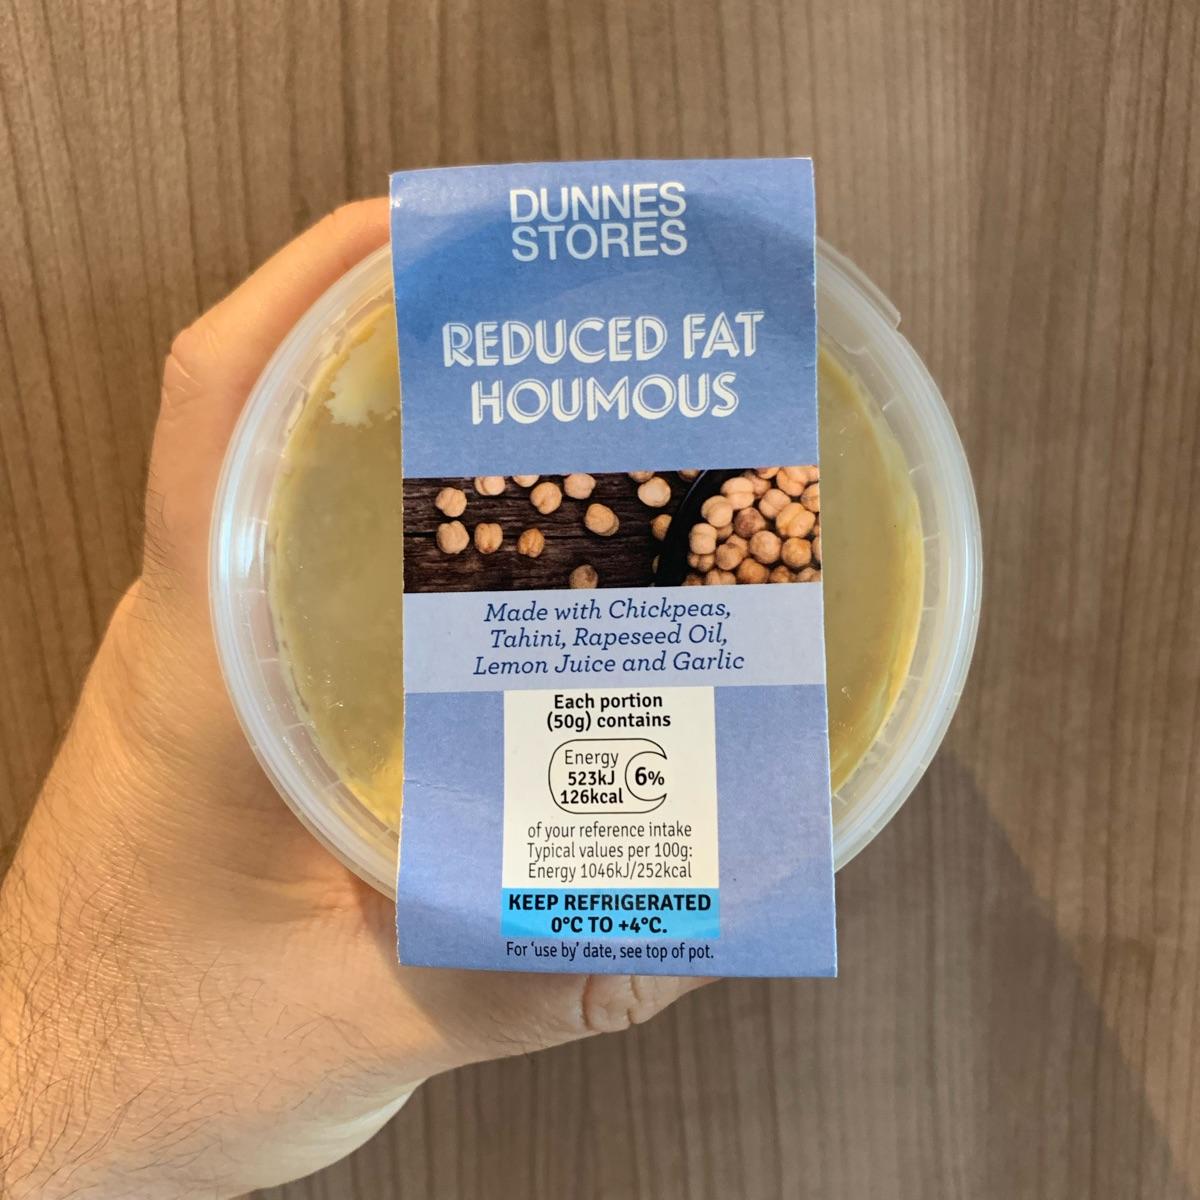 DUNNES
STORES
REDUCED FAT
HOUMOUS
Made with Chickpeas,
Tahini, Rapeseed Oil,
Lemon Juice and Garlic
Each portion
(50g) contains
Energy
523kJ
126kcal
6%
of your reference intake
Typical values per 100g:
Energy 1046kJ/252kcal
KEEP REFRIGERATED
0°C TO +4°C.
For ‘use by’ date, see top of pot.